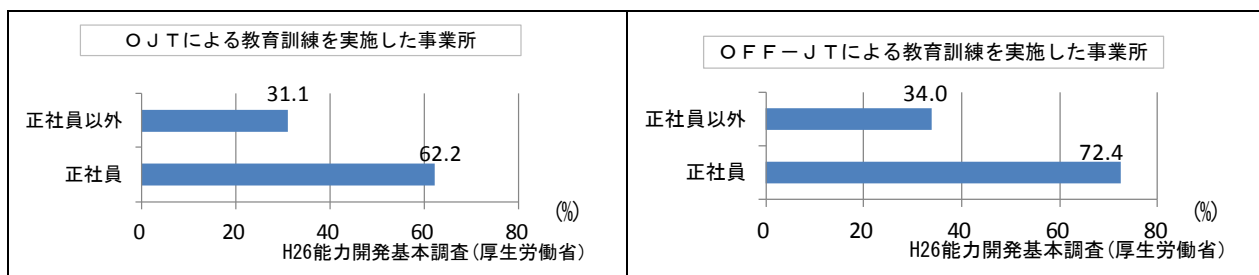 ＯＪＴによる教育訓練を実施した事業所
31.1
正社員以外
62.2
正社員
(%)
0 20 40 60 80
H26能力開発基本調査(厚生労働省)
ＯＦＦ－ＪＴによる教育訓練を実施した事業所
34.0
正社員以外
72.4
正社員
(%)
0 20 40 60 80
H26能力開発基本調査(厚生労働省)